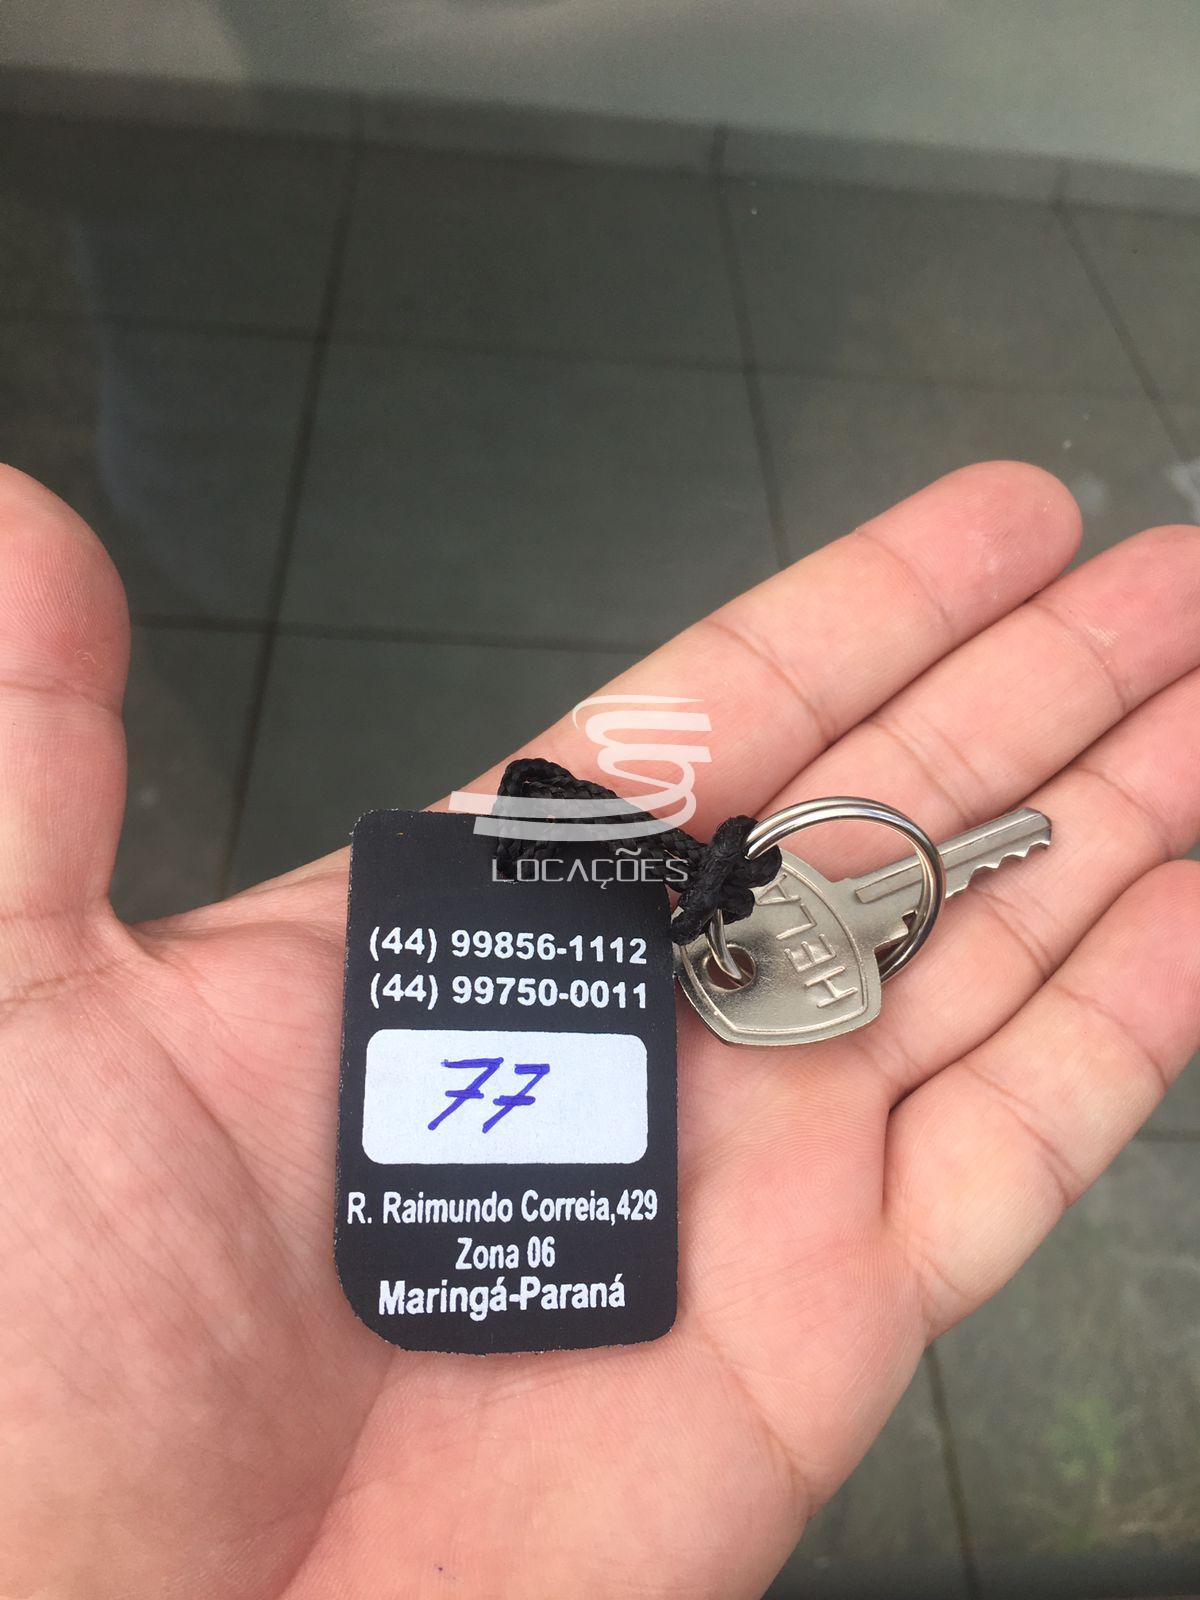 LOCAÇÕES
HELA
(44) 99856-1112
(44) 99750-0011
77
R. Raimundo Correia,429
Zona 06
Maringá-Paraná